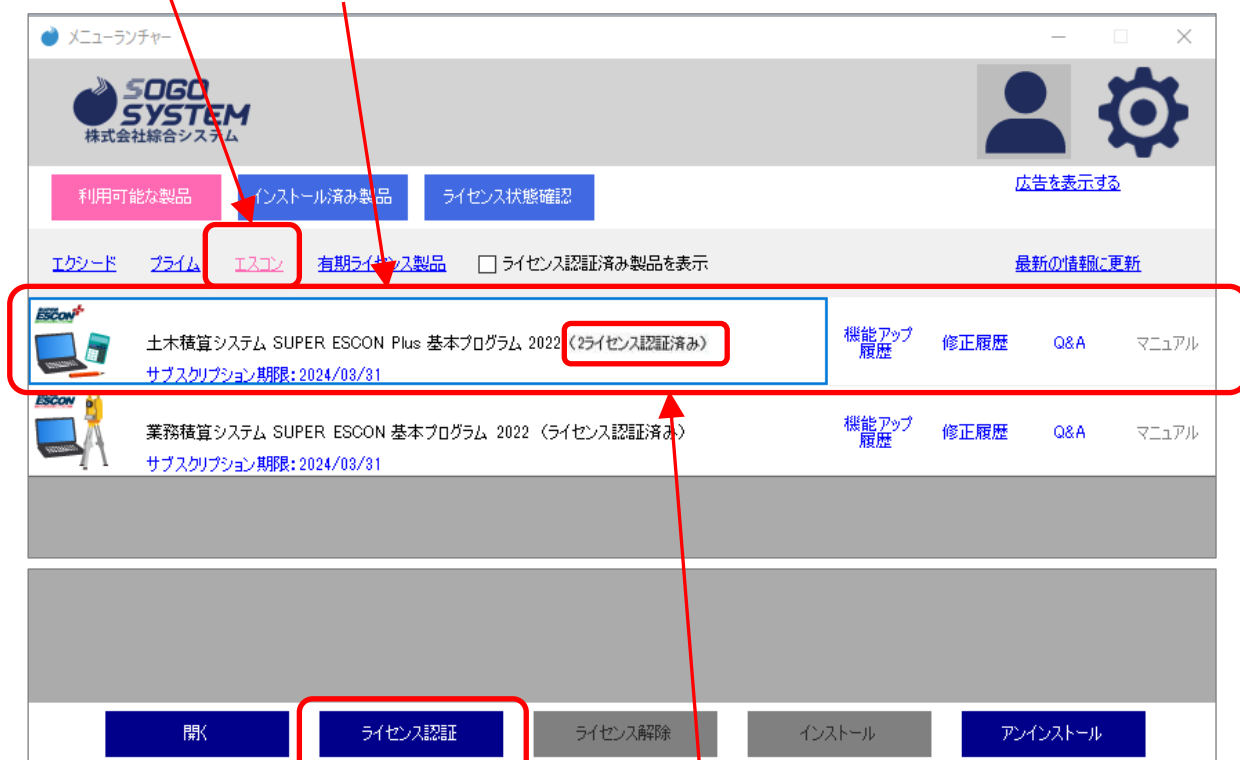 メニューランチャー
SOGO
SYSTEM
株式会社綜合システム
利用可能な製品 インストール済み製品 ライセンス状態確認 広告を表示する
エクシード プライム エスコン 有期ライセンス製品 ライセンス認証済み製品を表示 最新の情報に更新
SUPER ESCON+
土木積算システム SUPER ESCON Plus 基本プログラム 2022 (2ライセンス認証済み) 機能アップ履歴 修正履歴 Q&A マニュアル
サブスクリプション期限: 2024/03/31
ESCON
業務積算システム SUPER ESCON 基本プログラム 2022 (ライセンス認証済み) 機能アップ履歴 修正履歴 Q&A マニュアル
サブスクリプション期限: 2024/03/31
開く ライセンス認証 ライセンス解除 インストール アンインストール